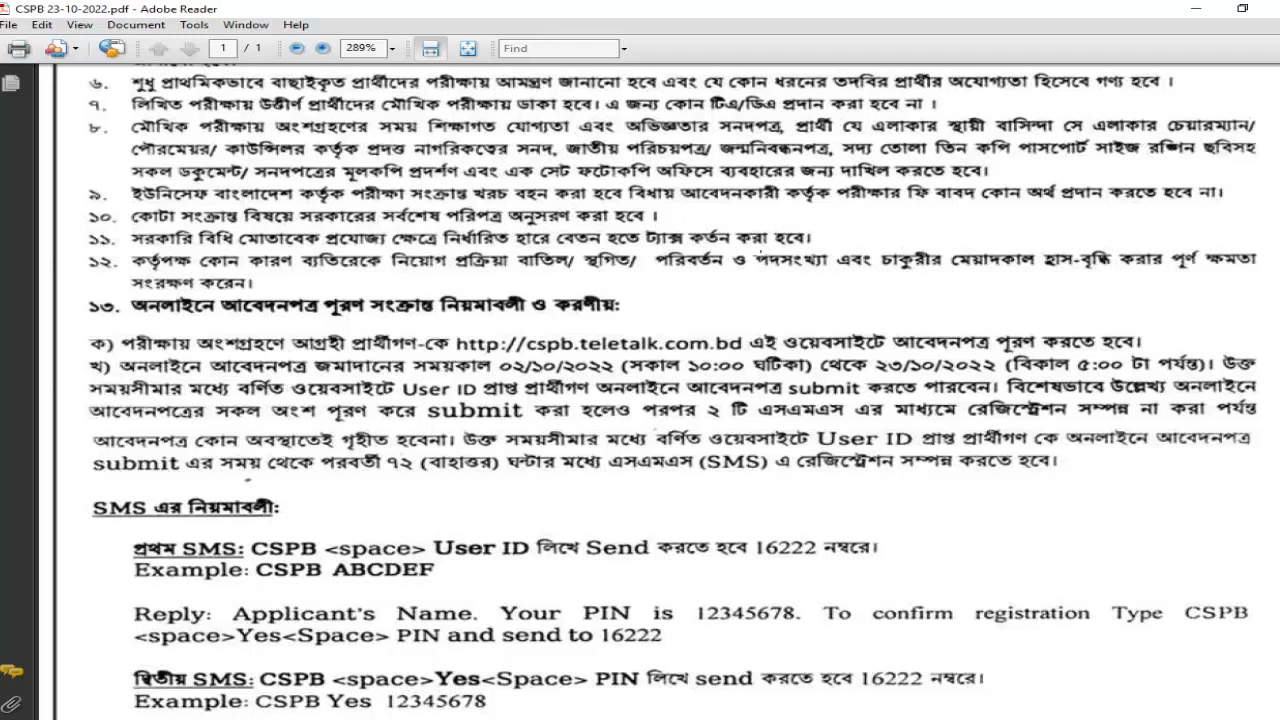 CSPB 23-10-2022.pdf - Adobe Reader
File Edit View Document Tools Window Help
1 / 1 289% Find
৬. শুধু প্রাথমিকভাবে বাছাইকৃত প্রার্থীদের পরীক্ষায় আমন্ত্রণ জানানো হবে এবং যে কোন ধরনের তদবির প্রার্থীর অযোগ্যতা হিসেবে গণ্য হবে ।
৭. লিখিত পরীক্ষায় উত্তীর্ণ প্রার্থীদের মৌখিক পরীক্ষায় ডাকা হবে। এ জন্য কোন টিএ/ডিএ প্রদান করা হবে না ।
৮. মৌখিক পরীক্ষায় অংশগ্রহণের সময় শিক্ষাগত যোগ্যতা এবং অভিজ্ঞতার সনদপত্র, প্রার্থী যে এলাকার স্থায়ী বাসিন্দা সে এলাকার চেয়ারম্যান/
পৌরমেয়র/ কাউন্সিলর কর্তৃক প্রদত্ত নাগরিকত্বের সনদ, জাতীয় পরিচয়পত্র/ জন্মনিবন্ধনপত্র, সদ্য তোলা তিন কপি পাসপোর্ট সাইজ রঙ্গিন ছবিসহ
সকল ডকুমেন্ট/ সনদপত্রের মূলকপি প্রদর্শণ এবং এক সেট ফটোকপি অফিসে ব্যবহারের জন্য দাখিল করতে হবে।
৯. ইউনিসেফ বাংলাদেশ কর্তৃক পরীক্ষা সংক্রান্ত খরচ বহন করা হবে বিধায় আবেদনকারী কর্তৃক পরীক্ষার ফি বাবদ কোন অর্থ প্রদান করতে হবে না।
১০. কোটা সংক্রান্ত বিষয়ে সরকারের সর্বশেষ পরিপত্র অনুসরণ করা হবে ।
১১. সরকারি বিধি মোতাবেক প্রযোজ্য ক্ষেত্রে নির্ধারিত হারে বেতন হতে ট্যাক্স কর্তন করা হবে।
১২. কর্তৃপক্ষ কোন কারণ ব্যতিরেকে নিয়োগ প্রক্রিয়া বাতিল/ স্থগিত/ পরিবর্তন ও পদসংখ্যা এবং চাকুরীর মেয়াদকাল হ্রাস-বৃদ্ধি করার পূর্ণ ক্ষমতা
সংরক্ষণ করেন।
১৩. অনলাইনে আবেদনপত্র পূরণ সংক্রান্ত নিয়মাবলী ও করণীয়:
ক) পরীক্ষায় অংশগ্রহণে আগ্রহী প্রার্থীগণ-কে http://cspb.teletalk.com.bd এই ওয়েবসাইটে আবেদনপত্র পূরণ করতে হবে।
খ) অনলাইনে আবেদনপত্র জমাদানের সময়কাল ০২/১০/২০২২ (সকাল ১০:০০ ঘটিকা) থেকে ২৩/১০/২০২২ (বিকাল ৫:০০ টা পর্যন্ত)। উক্ত
সময়সীমার মধ্যে বর্ণিত ওয়েবসাইটে User ID প্রাপ্ত প্রার্থীগণ অনলাইনে আবেদনপত্র submit করতে পারবেন। বিশেষভাবে উল্লেখ্য অনলাইনে
আবেদনপত্রের সকল অংশ পূরণ করে submit করা হলেও পরপর ২ টি এসএমএস এর মাধ্যমে রেজিস্ট্রেশন সম্পন্ন না করা পর্যন্ত
আবেদনপত্র কোন অবস্থাতেই গৃহীত হবেনা। উক্ত সময়সীমার মধ্যে বর্ণিত ওয়েবসাইটে User ID প্রাপ্ত প্রার্থীগণ কে অনলাইনে আবেদনপত্র
submit এর সময় থেকে পরবর্তী ৭২ (বাহাত্তর) ঘন্টার মধ্যে এসএমএস (SMS) এ রেজিস্ট্রেশন সম্পন্ন করতে হবে।
SMS এর নিয়মাবলী:
প্রথম SMS: CSPB <space> User ID লিখে Send করতে হবে 16222 নম্বরে।
Example: CSPB ABCDEF
Reply: Applicant's Name. Your PIN is 12345678. To confirm registration Type CSPB
<space>Yes<Space> PIN and send to 16222
দ্বিতীয় SMS: CSPB <space>Yes<Space> PIN লিখে send করতে হবে 16222 নম্বরে।
Example: CSPB Yes 12345678